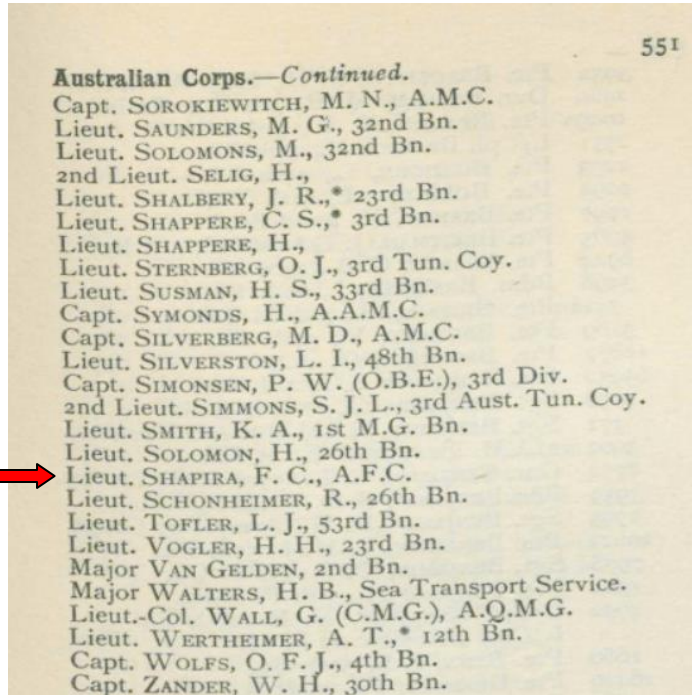 551
Australian Corps.—Continued.
Capt. SOROKIEWITCH, M. N., A.M.C.
Lieut. SAUNDERS, M. G., 32nd Bn.
Lieut. SOLOMONS, M., 32nd Bn.
2nd Lieut. SELIG, H.,
Lieut. SHALBERY, J. R.,* 23rd Bn.
Lieut. SHAPPERE, C. S.,* 3rd Bn.
Lieut. SHAPPERE, H.,
Lieut. STERNBERG, O. J., 3rd Tun. Coy.
Lieut. SUSMAN, H. S., 33rd Bn.
Capt. SYMONDS, H., A.A.M.C.
Capt. SILVERBERG, M. D., A.M.C.
Lieut. SILVERSTON, L. I., 48th Bn.
Capt. SIMONSEN, P. W. (O.B.E.), 3rd Div.
2nd Lieut. SIMMONS, S. J. L., 3rd Aust. Tun. Coy.
Lieut. SMITH, K. A., 1st M.G. Bn.
Lieut. SOLOMON, H., 26th Bn.
Lieut. SHAPIRA, F. C., A.F.C.
Lieut. SCHONHEIMER, R., 26th Bn.
Lieut. TOFLER, L. J., 53rd Bn.
Lieut. VOGLER, H. H., 23rd Bn.
Major VAN GELDEN, 2nd Bn.
Major WALTERS, H. B., Sea Transport Service.
Lieut.-Col. WALL, G. (C.M.G.), A.Q.M.G.
Lieut. WERTHEIMER, A. T.,* 12th Bn.
Capt. WOLFS, O. F. J., 4th Bn.
Capt. ZANDER, W. H., 30th Bn.